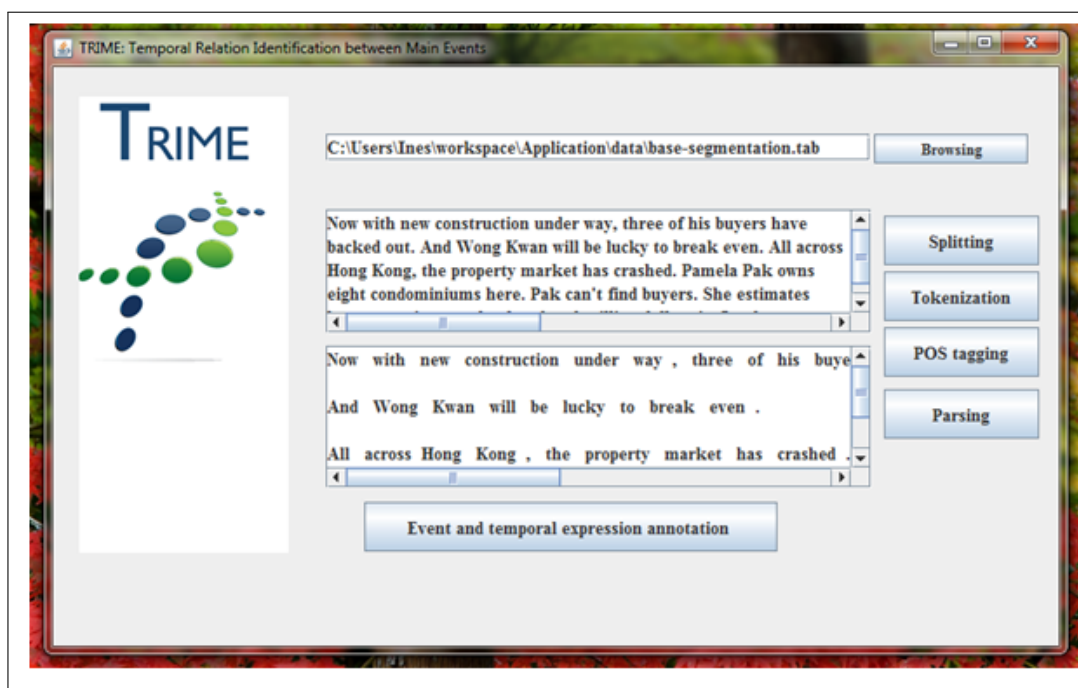 TRIME: Temporal Relation Identification between Main Events
TRIME
C:\Users\Ines\workspace\Application\data\base-segmentation.tab
Browsing
Now with new construction under way, three of his buyers have
backed out. And Wong Kwan will be lucky to break even. All across
Hong Kong, the property market has crashed. Pamela Pak owns
eight condominiums here. Pak can't find buyers. She estimates
Splitting
Tokenization
POS tagging
Parsing
Now with new construction under way , three of his buye
And Wong Kwan will be lucky to break even .
All across Hong Kong , the property market has crashed .
Event and temporal expression annotation